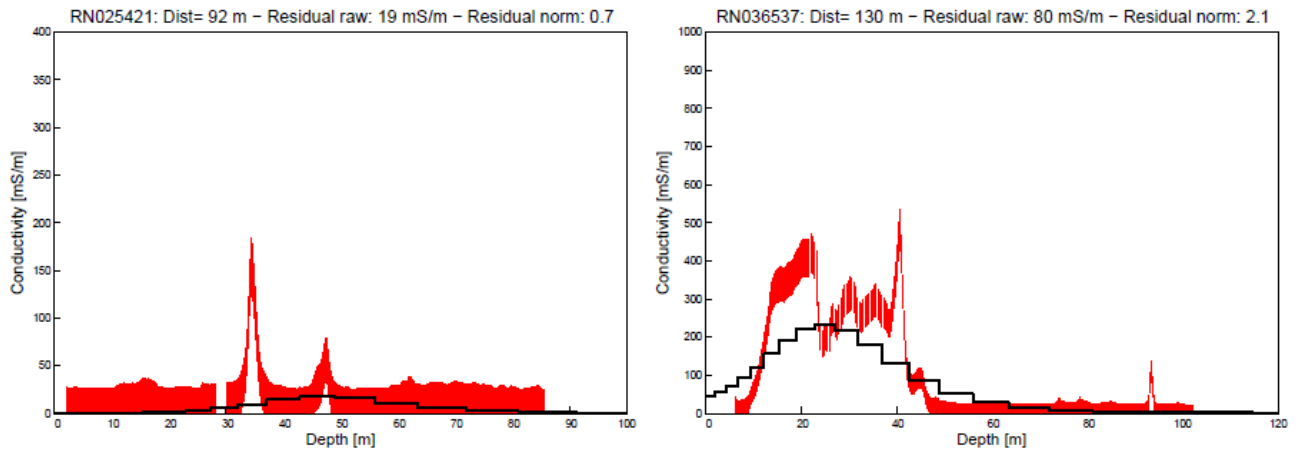 RN025421: Dist= 92 m − Residual raw: 19 mS/m − Residual norm: 0.7
400
350
300
250
200
150
100
50
0
Conductivity [mS/m]
0 10 20 30 40 50 60 70 80 90 100
Depth [m]
RN036537: Dist= 130 m − Residual raw: 80 mS/m − Residual norm: 2.1
1000
900
800
700
600
500
400
300
200
100
0
Conductivity [mS/m]
0 20 40 60 80 100 120
Depth [m]